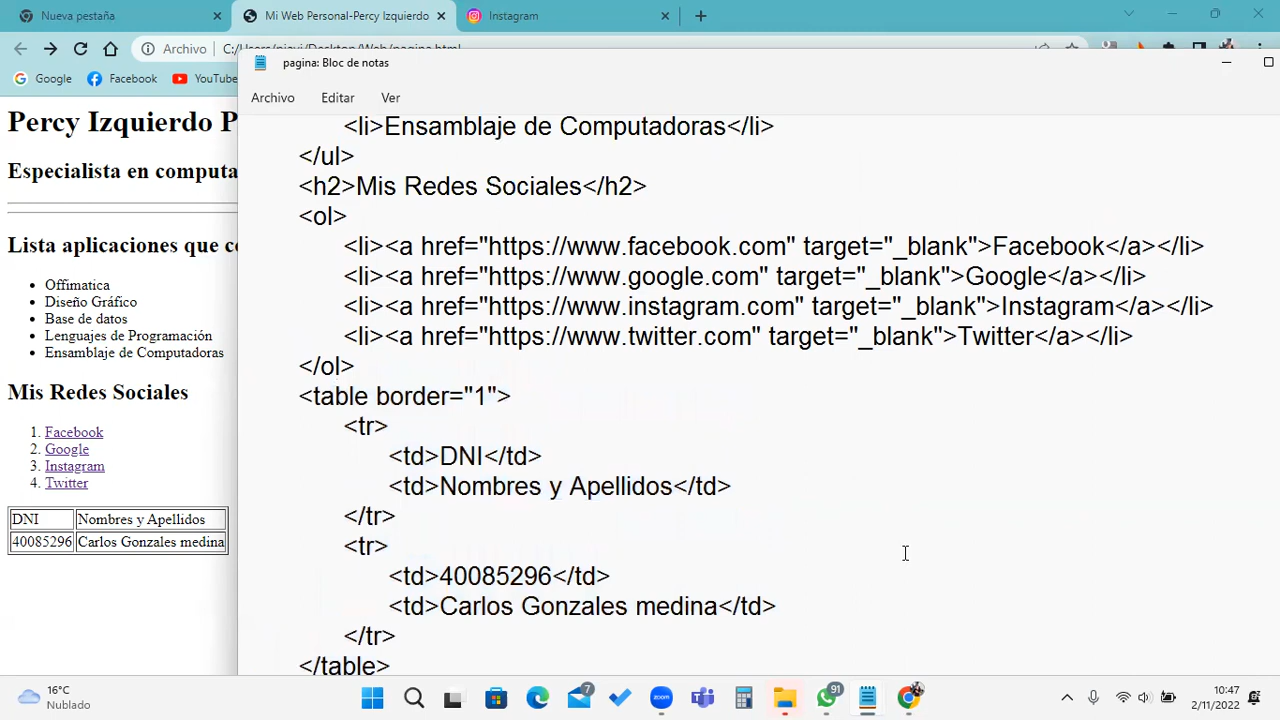 Nueva pestaña
Mi Web Personal-Percy Izquierdo
Instagram
Archivo
pagina: Bloc de notas
Google
Facebook
YouTube
Archivo Editar Ver
Percy Izquierdo P
Especialista en computa
Lista aplicaciones que c
Offimatica
Diseño Gráfico
Base de datos
Lenguajes de Programación
Ensamblaje de Computadoras
Mis Redes Sociales
1. Facebook
2. Google
3. Instagram
4. Twitter
DNI Nombres y Apellidos
40085296 Carlos Gonzales medina
<li>Ensamblaje de Computadoras</li>
</ul>
<h2>Mis Redes Sociales</h2>
<ol>
<li><a href="https://www.facebook.com" target="_blank">Facebook</a></li>
<li><a href="https://www.google.com" target="_blank">Google</a></li>
<li><a href="https://www.instagram.com" target="_blank">Instagram</a></li>
<li><a href="https://www.twitter.com" target="_blank">Twitter</a></li>
</ol>
<table border="1">
<tr>
<td>DNI</td>
<td>Nombres y Apellidos</td>
</tr>
<tr>
<td>40085296</td>
<td>Carlos Gonzales medina</td>
</tr>
</table>
16°C
Nublado
7
91
10:47
2/11/2022